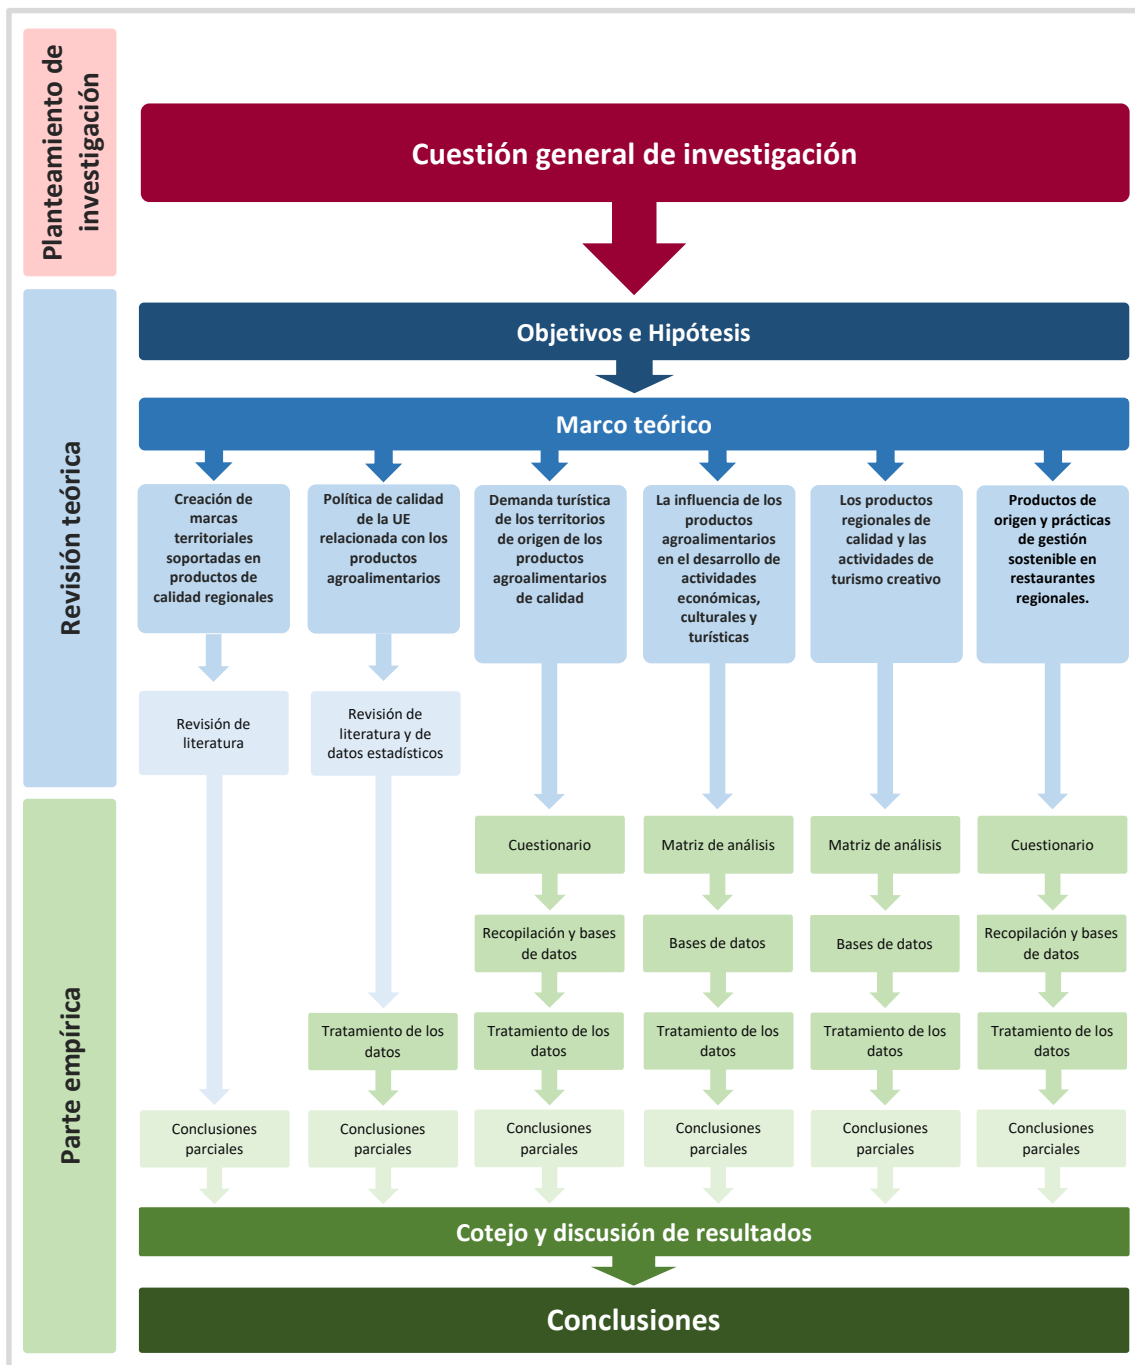 Planteamiento de
investigación
Cuestión general de investigación
Revisión teórica
Objetivos e Hipótesis
Marco teórico
Creación de
marcas
territoriales
soportadas en
productos de
calidad regionales
Política de calidad
de la UE
relacionada con los
productos
agroalimentarios
Demanda turística
de los territorios
de origen de los
productos
agroalimentarios
de calidad
La influencia de los
productos
agroalimentarios
en el desarrollo de
actividades
económicas,
culturales y
turísticas
Los productos
regionales de
calidad y las
actividades de
turismo creativo
Productos de
origen y prácticas
de gestión
sostenible en
restaurantes
regionales.
Revisión de
literatura
Revisión de
literatura y de
datos estadísticos
Parte empírica
Cuestionario
Matriz de análisis
Matriz de análisis
Cuestionario
Recopilación y bases
de datos
Bases de datos
Bases de datos
Recopilación y bases
de datos
Tratamiento de los
datos
Tratamiento de los
datos
Tratamiento de los
datos
Tratamiento de los
datos
Tratamiento de los
datos
Conclusiones
parciales
Conclusiones
parciales
Conclusiones
parciales
Conclusiones
parciales
Conclusiones
parciales
Conclusiones
parciales
Cotejo y discusión de resultados
Conclusiones